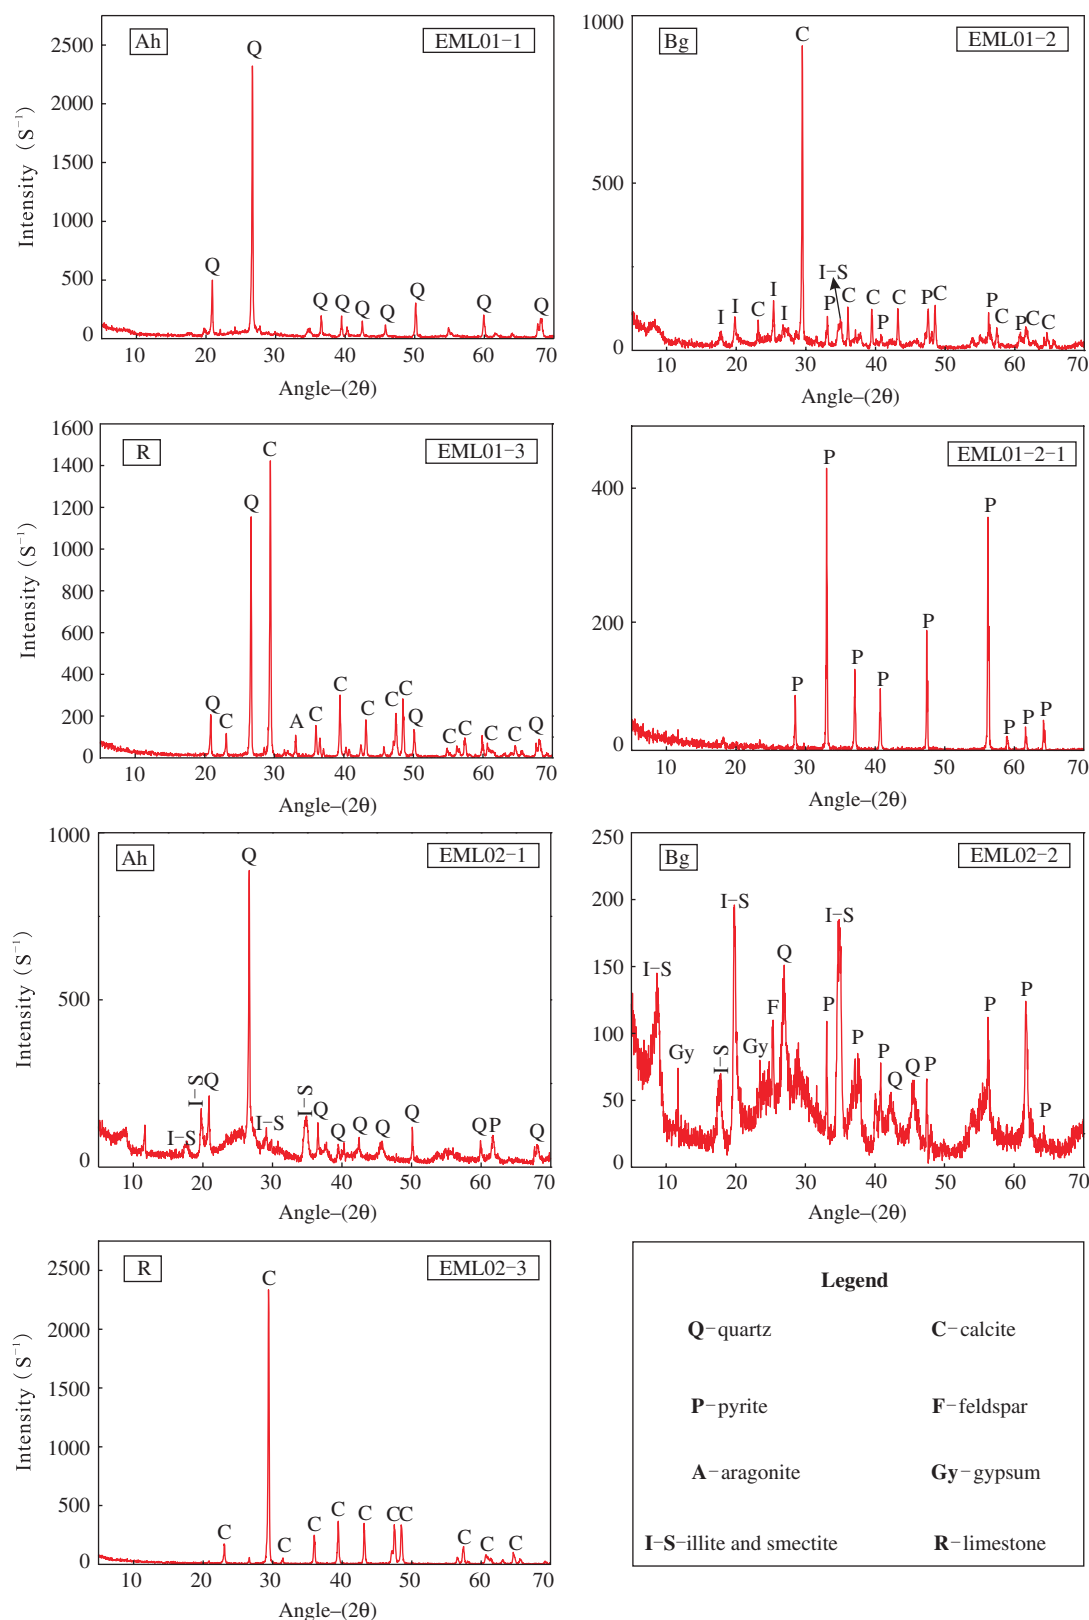 Ah
EML01-1
Intensity (S⁻¹)
2500
2000
1500
1000
500
0
Q
Q
Q
Q
Q
Q
Q
Q
Q
10 20 30 40 50 60 70
Angle-(2θ)
Bg
EML01-2
1000
500
0
C
I-S
I
I
C
I
I
P
C
C
P
C
P
C
P
C
P
C
C
10 20 30 40 50 60 70
Angle-(2θ)
R
EML01-3
Intensity (S⁻¹)
1600
1400
1200
1000
800
600
400
200
0
Q
C
Q
C
A
C
C
C
C
C
Q
C
C
C
C
Q
10 20 30 40 50 60 70
Angle-(2θ)
EML01-2-1
400
200
0
P
P
P
P
P
P
P
P
P
10 20 30 40 50 60 70
Angle-(2θ)
Ah
EML02-1
Intensity (S⁻¹)
1000
500
0
I-S
I-S
Q
Q
I-S
I-S
Q
Q
Q
Q
Q
Q
P
Q
10 20 30 40 50 60 70
Angle-(2θ)
Bg
EML02-2
250
200
150
100
50
0
I-S
Gy
I-S
I-S
Gy
F
Q
P
I-S
P
P
Q
Q
P
P
P
P
10 20 30 40 50 60 70
Angle-(2θ)
R
EML02-3
Intensity (S⁻¹)
2500
2000
1500
1000
500
0
C
C
C
C
C
C
C
C
C
C
C
10 20 30 40 50 60 70
Angle-(2θ)
Legend
Q-quartz
C-calcite
P-pyrite
F-feldspar
A-aragonite
Gy-gypsum
I-S-illite and smectite
R-limestone